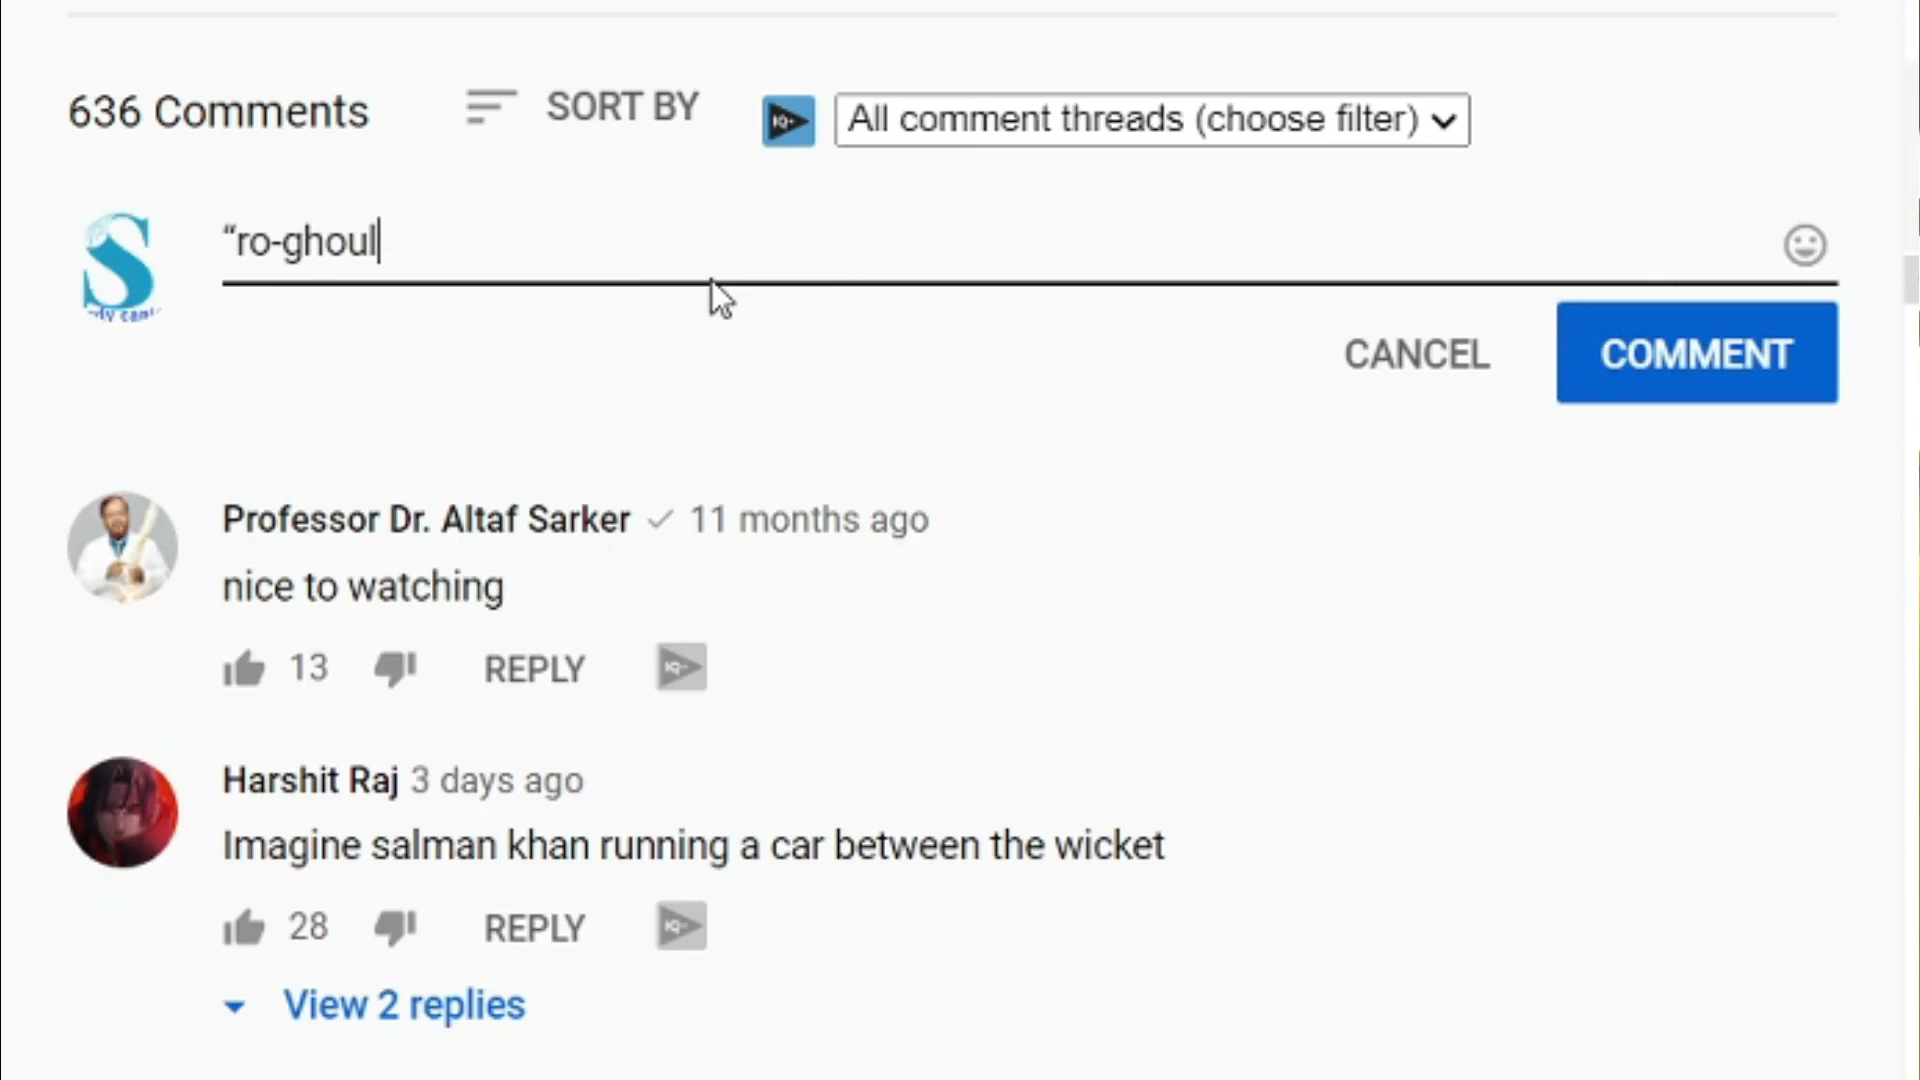 636 Comments
SORT BY
All comment threads (choose filter)
“ro-ghoul
CANCEL
COMMENT
Professor Dr. Altaf Sarker 11 months ago
nice to watching
13 REPLY
Harshit Raj 3 days ago
Imagine salman khan running a car between the wicket
28 REPLY
View 2 replies